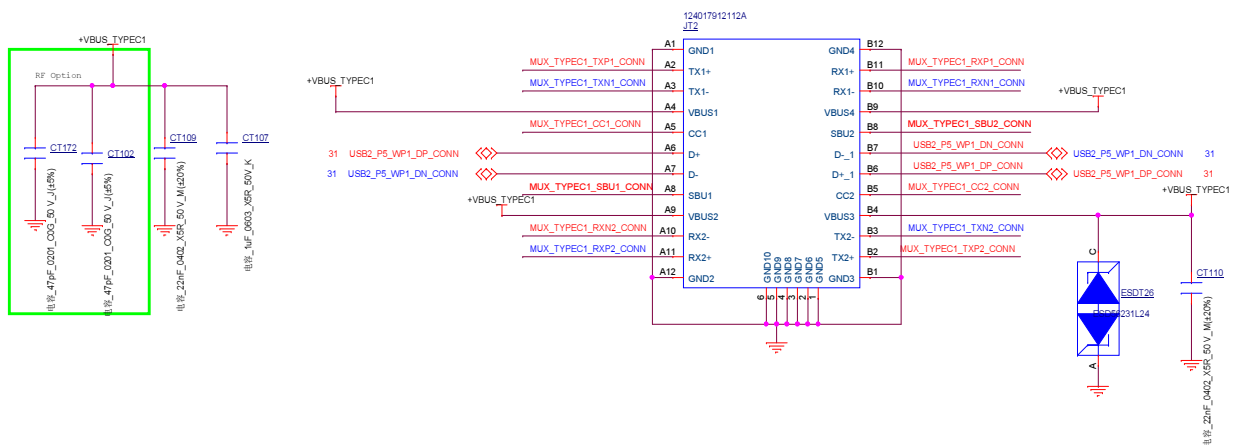 +VBUS_TYPEC1
RF Option
CT172
CT102
CT109
CT107
电容_47pF_0201_C0G_50 V_J(±5%)
电容_47pF_0201_C0G_50 V_J(±5%)
电容_22nF_0402_X5R_50 V_M(±20%)
电容_1uF_0603_X5R_50V_K
124017912112A
JT2
A1 GND1
MUX_TYPEC1_TXP1_CONN A2 TX1+
MUX_TYPEC1_TXN1_CONN A3 TX1-
+VBUS_TYPEC1 A4 VBUS1
MUX_TYPEC1_CC1_CONN A5 CC1
31 USB2_P5_WP1_DP_CONN A6 D+
31 USB2_P5_WP1_DN_CONN A7 D-
MUX_TYPEC1_SBU1_CONN A8 SBU1
+VBUS_TYPEC1 A9 VBUS2
MUX_TYPEC1_RXN2_CONN A10 RX2-
MUX_TYPEC1_RXP2_CONN A11 RX2+
A12 GND2
GND4 B12
RX1+ B11 MUX_TYPEC1_RXP1_CONN
RX1- B10 MUX_TYPEC1_RXN1_CONN
VBUS4 B9 +VBUS_TYPEC1
SBU2 B8 MUX_TYPEC1_SBU2_CONN
D-_1 B7 USB2_P5_WP1_DN_CONN USB2_P5_WP1_DN_CONN 31
D+_1 B6 USB2_P5_WP1_DP_CONN USB2_P5_WP1_DP_CONN 31
CC2 B5 MUX_TYPEC1_CC2_CONN
VBUS3 B4 +VBUS_TYPEC1
TX2- B3 MUX_TYPEC1_TXN2_CONN
TX2+ B2 MUX_TYPEC1_TXP2_CONN
GND3 B1
GND10 GND9 GND8 GND7 GND6 GND5
6 5 4 3 2 1
C
ESDT26
A
CT110
电容_22nF_0402_X5R_50 V_M(±20%)